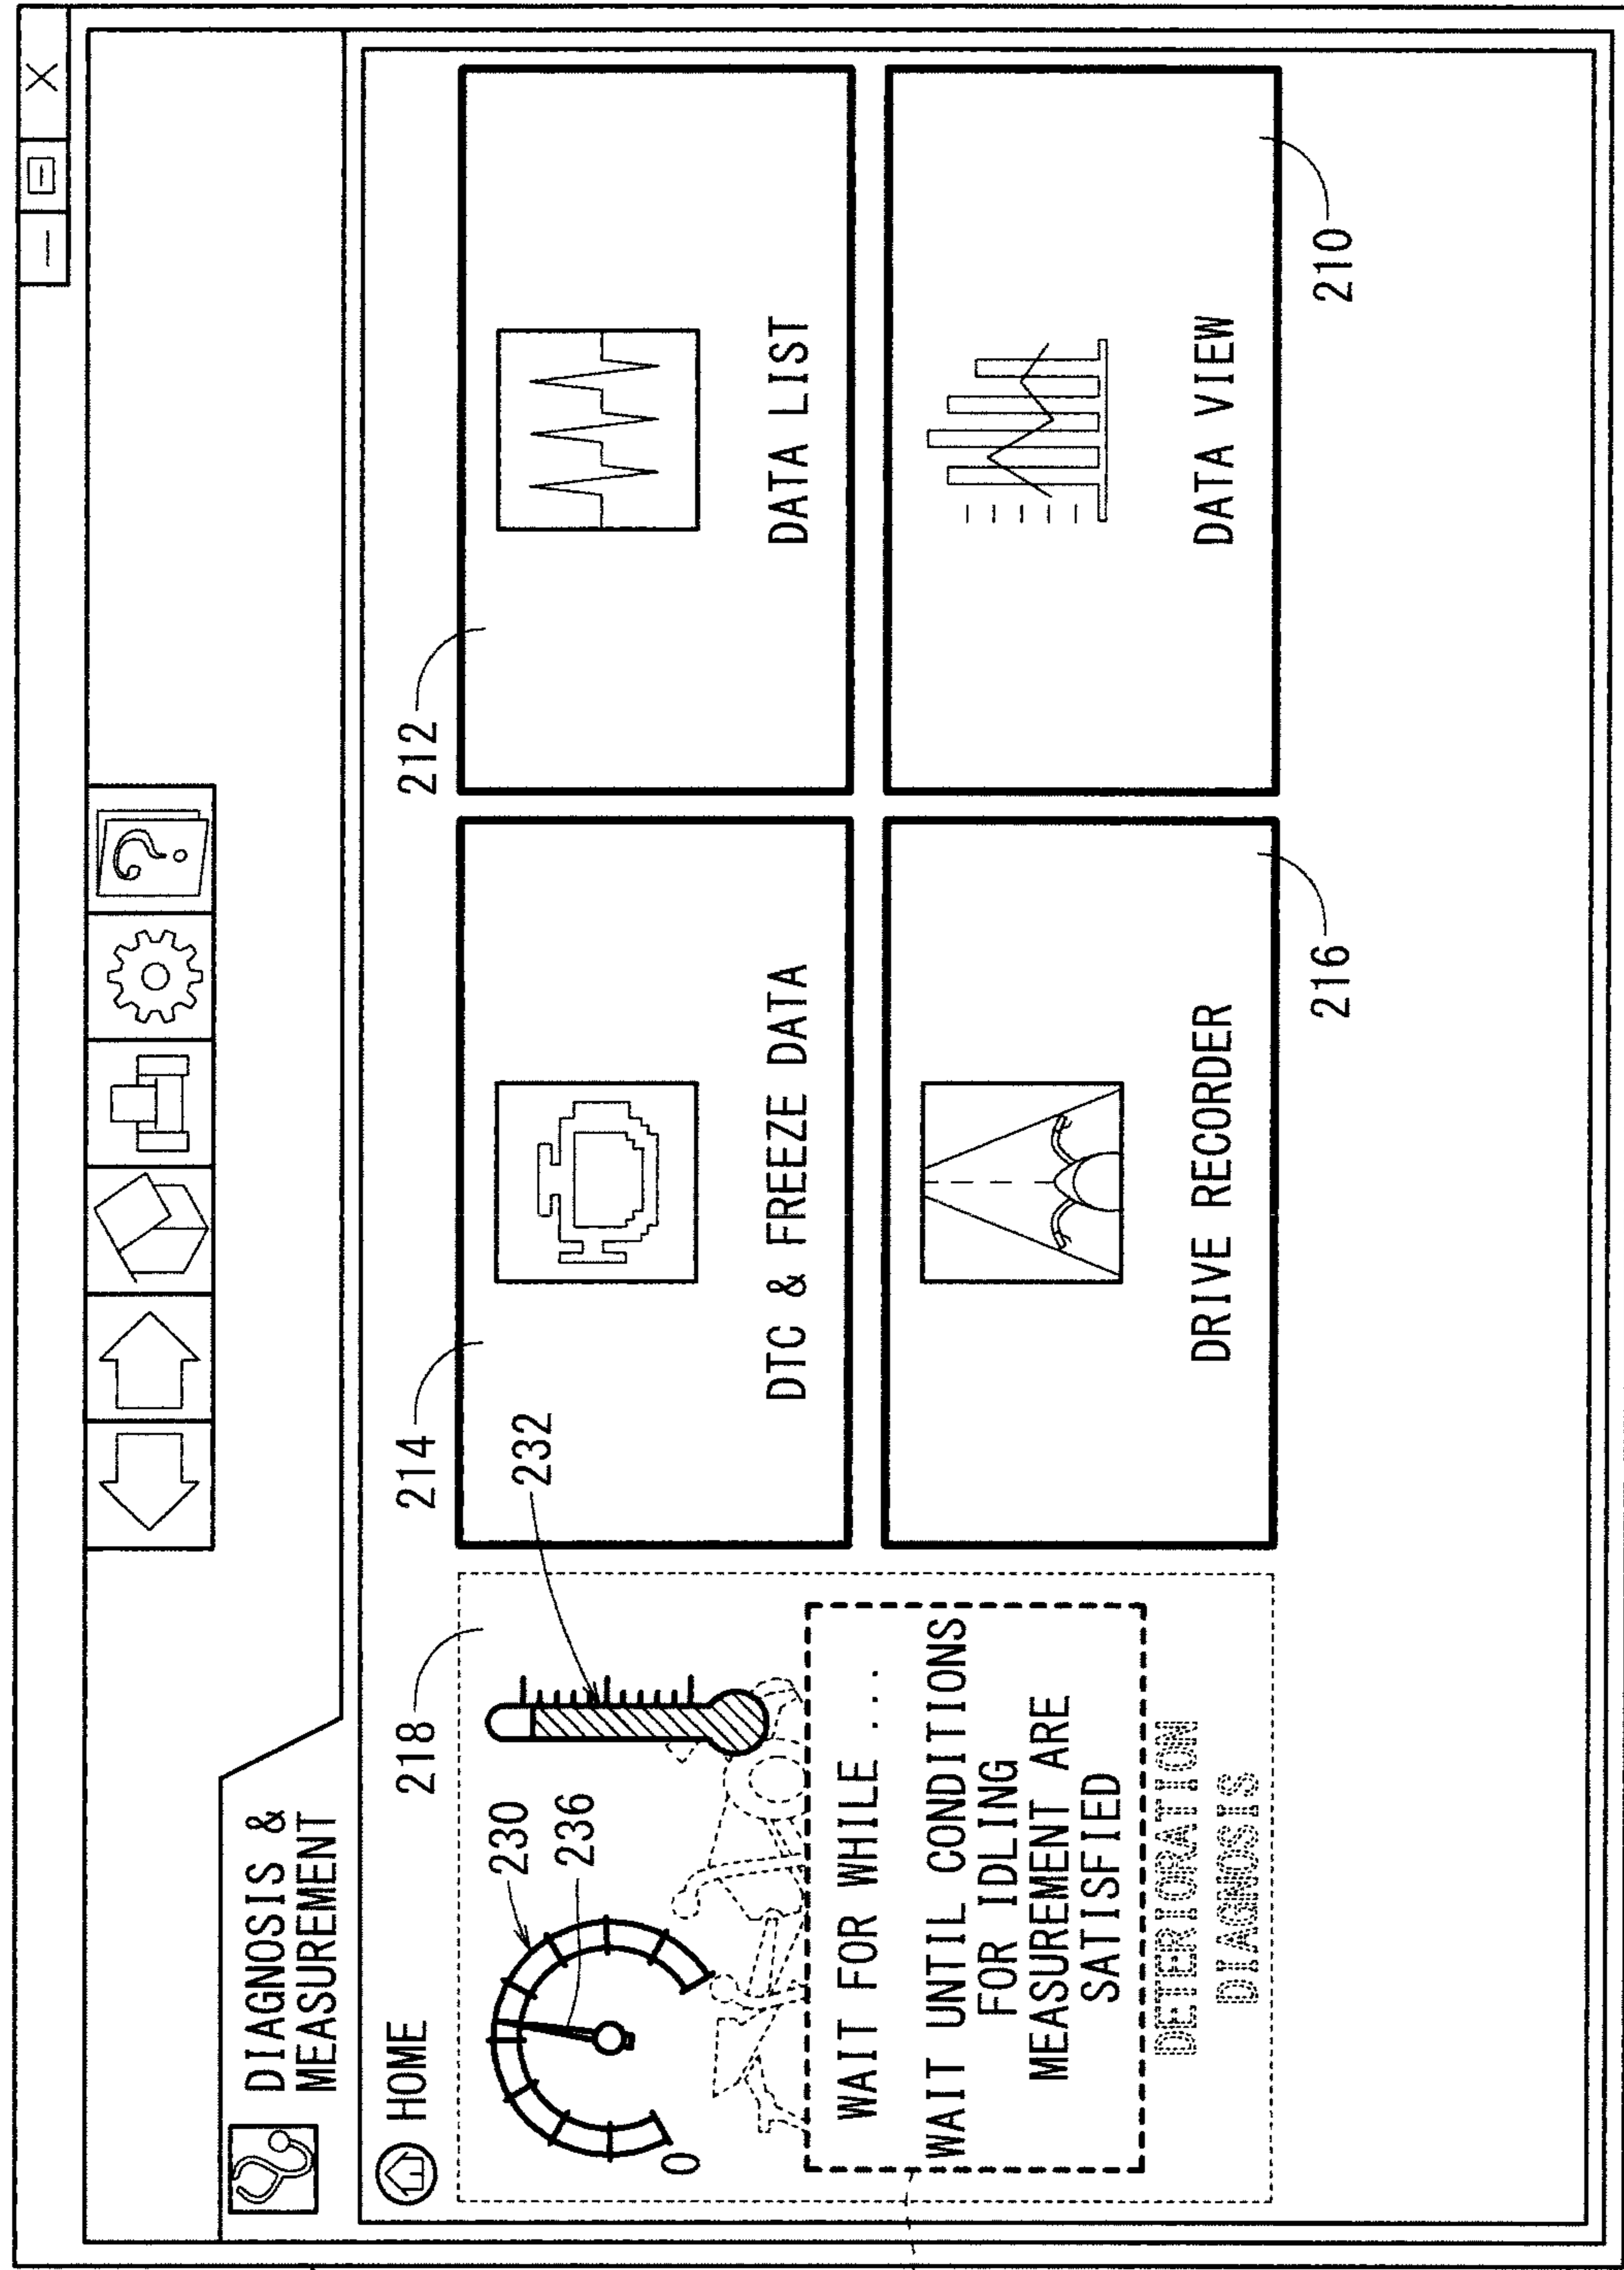 DIAGNOSIS &
MEASUREMENT
HOME
218
230
236
0
WAIT FOR WHILE ...
WAIT UNTIL CONDITIONS
FOR IDLING
MEASUREMENT ARE
SATISFIED
DETERIORATION
DIAGNOSIS
214
232
DTC & FREEZE DATA
212
DATA LIST
DRIVE RECORDER
216
DATA VIEW
210